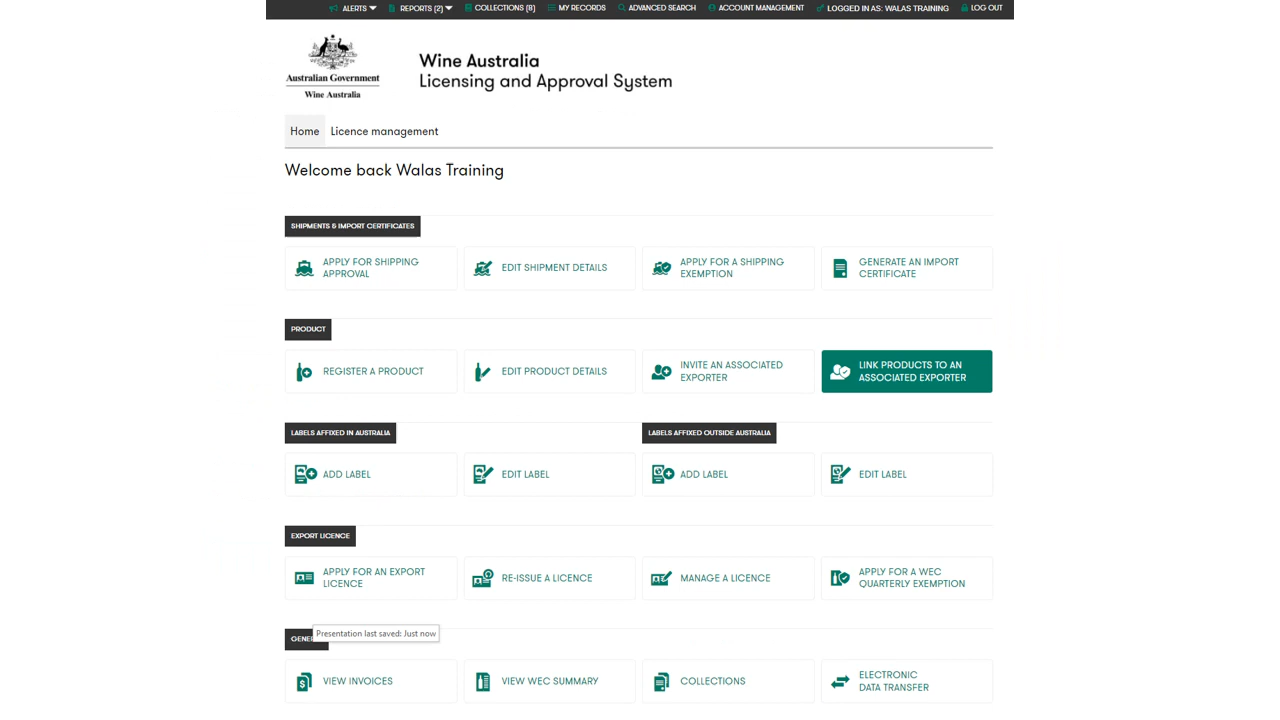 ALERTS REPORTS (2) COLLECTIONS (8) MY RECORDS ADVANCED SEARCH ACCOUNT MANAGEMENT LOGGED IN AS: WALAS TRAINING LOG OUT
Australian Government
Wine Australia
Wine Australia
Licensing and Approval System
Home Licence management
Welcome back Walas Training
SHIPMENTS & IMPORT CERTIFICATES
APPLY FOR SHIPPING
APPROVAL
EDIT SHIPMENT DETAILS
APPLY FOR A SHIPPING
EXEMPTION
GENERATE AN IMPORT
CERTIFICATE
PRODUCT
REGISTER A PRODUCT
EDIT PRODUCT DETAILS
INVITE AN ASSOCIATED
EXPORTER
LINK PRODUCTS TO AN
ASSOCIATED EXPORTER
LABELS AFFIXED IN AUSTRALIA
LABELS AFFIXED OUTSIDE AUSTRALIA
ADD LABEL
EDIT LABEL
ADD LABEL
EDIT LABEL
EXPORT LICENCE
APPLY FOR AN EXPORT
LICENCE
RE-ISSUE A LICENCE
MANAGE A LICENCE
APPLY FOR A WEC
QUARTERLY EXEMPTION
Presentation last saved: Just now
VIEW INVOICES
VIEW WEC SUMMARY
COLLECTIONS
ELECTRONIC
DATA TRANSFER